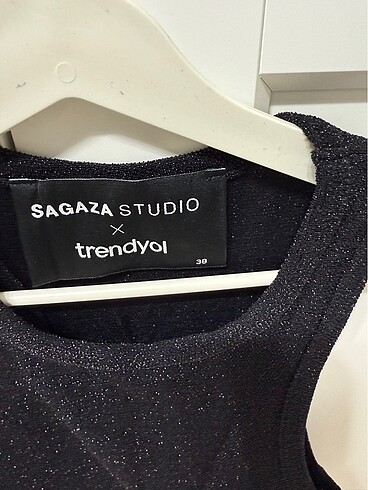 SAGAZA STUDIO
×
trendyol
38